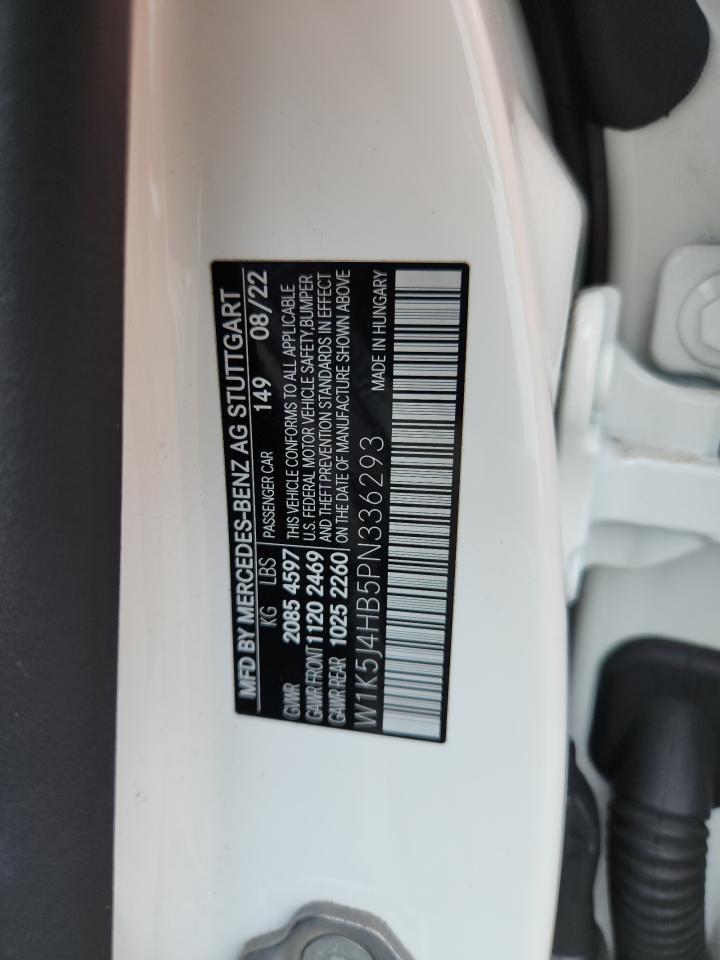 MFD BY MERCEDES-BENZ AG STUTTGART
KG LBS PASSENGER CAR 149 08/22
GVWR 2085 4597 THIS VEHICLE CONFORMS TO ALL APPLICABLE
GAWR FRONT 1120 2469 U.S. FEDERAL MOTOR VEHICLE SAFETY,BUMPER
GAWR REAR 1025 2260 AND THEFT PREVENTION STANDARDS IN EFFECT
ON THE DATE OF MANUFACTURE SHOWN ABOVE
W1K5J4HB5PN336293 MADE IN HUNGARY